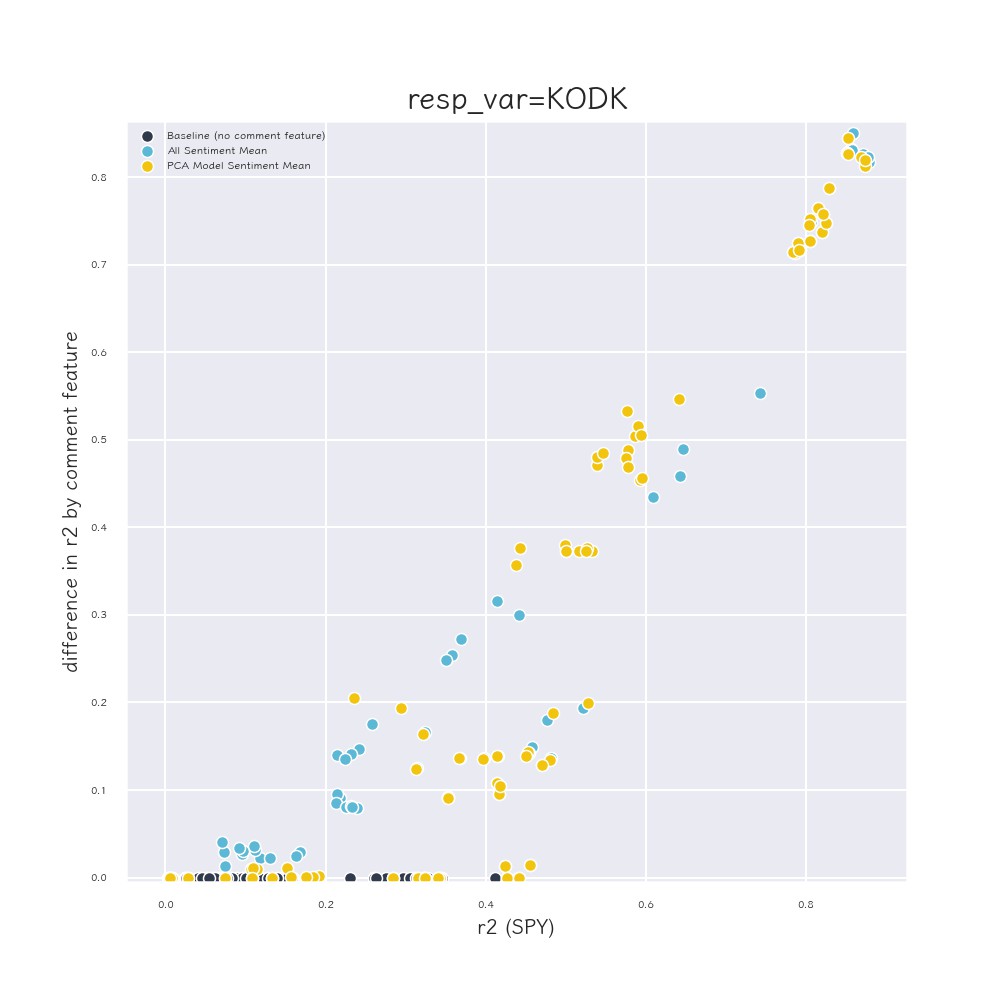 resp_var=KODK
Baseline (no comment feature)
All Sentiment Mean
PCA Model Sentiment Mean
difference in r2 by comment feature
0.8
0.7
0.6
0.5
0.4
0.3
0.2
0.1
0.0
0.0 0.2 0.4 0.6 0.8
r2 (SPY)